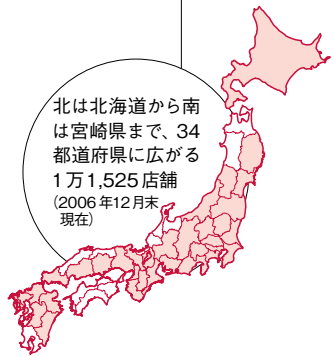 北は北海道から南
は宮崎県まで、34
都道府県に広がる
1万1,525店舗
(2006年12月末
現在)